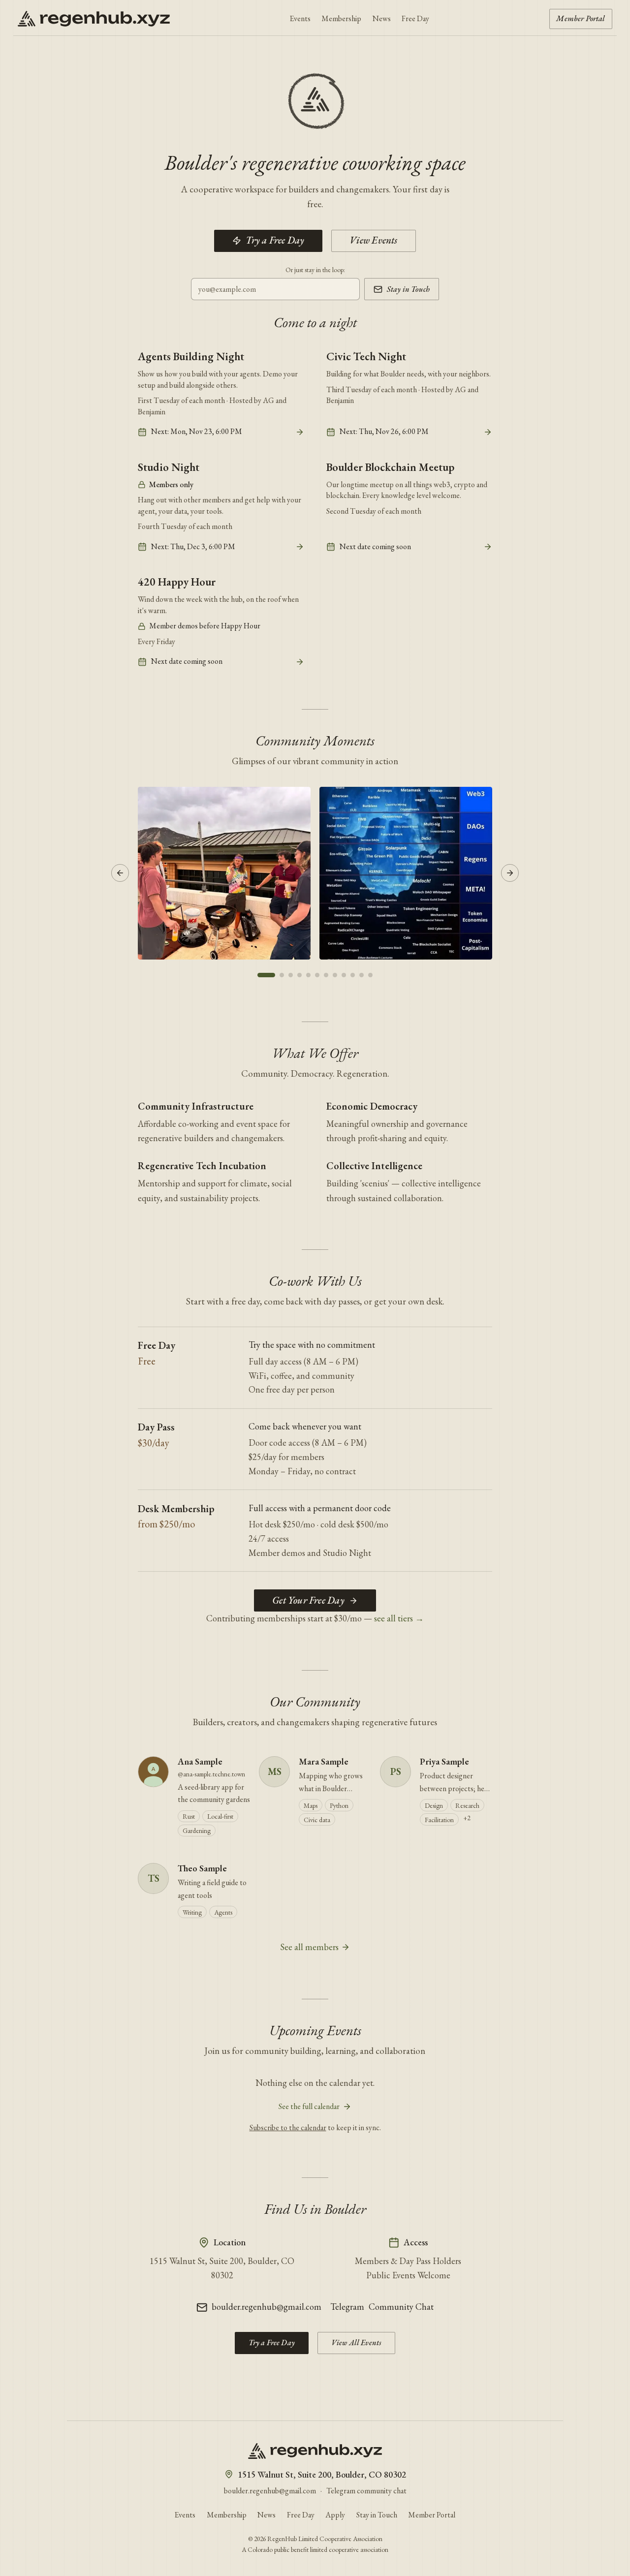 regenhub.xyz
Events Membership News Free Day
Member Portal
Boulder's regenerative coworking space
A cooperative workspace for builders and changemakers. Your first day is
free.
Try a Free Day
View Events
Or just stay in the loop:
you@example.com
Stay in Touch
Come to a night
Agents Building Night
Show us how you build with your agents. Demo your
setup and build alongside others.
First Tuesday of each month · Hosted by AG and
Benjamin
Next: Mon, Nov 23, 6:00 PM
Civic Tech Night
Building for what Boulder needs, with your neighbors.
Third Tuesday of each month · Hosted by AG and
Benjamin
Next: Thu, Nov 26, 6:00 PM
Studio Night
Members only
Hang out with other members and get help with your
agent, your data, your tools.
Fourth Tuesday of each month
Next: Thu, Dec 3, 6:00 PM
Boulder Blockchain Meetup
Our longtime meetup on all things web3, crypto and
blockchain. Every knowledge level welcome.
Second Tuesday of each month
Next date coming soon
420 Happy Hour
Wind down the week with the hub, on the roof when
it's warm.
Member demos before Happy Hour
Every Friday
Next date coming soon
Community Moments
Glimpses of our vibrant community in action
Web3
DAOs
Regens
META!
Token
Economies
Post-
Capitalism
What We Offer
Community. Democracy. Regeneration.
Community Infrastructure
Affordable co-working and event space for
regenerative builders and changemakers.
Economic Democracy
Meaningful ownership and governance
through profit-sharing and equity.
Regenerative Tech Incubation
Mentorship and support for climate, social
equity, and sustainability projects.
Collective Intelligence
Building 'scenius' — collective intelligence
through sustained collaboration.
Co-work With Us
Start with a free day, come back with day passes, or get your own desk.
Free Day
Free
Try the space with no commitment
Full day access (8 AM – 6 PM)
WiFi, coffee, and community
One free day per person
Day Pass
$30/day
Come back whenever you want
Door code access (8 AM – 6 PM)
$25/day for members
Monday – Friday, no contract
Desk Membership
from $250/mo
Full access with a permanent door code
Hot desk $250/mo · cold desk $500/mo
24/7 access
Member demos and Studio Night
Get Your Free Day →
Contributing memberships start at $30/mo — see all tiers →
Our Community
Builders, creators, and changemakers shaping regenerative futures
Ana Sample
@ana-sample.techne.town
A seed-library app for
the community gardens
Rust Local-first
Gardening
MS
Mara Sample
Mapping who grows
what in Boulder...
Maps Python
Civic data
PS
Priya Sample
Product designer
between projects; he...
Design Research
Facilitation +2
TS
Theo Sample
Writing a field guide to
agent tools
Writing Agents
See all members →
Upcoming Events
Join us for community building, learning, and collaboration
Nothing else on the calendar yet.
See the full calendar →
Subscribe to the calendar to keep it in sync.
Find Us in Boulder
Location
1515 Walnut St, Suite 200, Boulder, CO
80302
Access
Members & Day Pass Holders
Public Events Welcome
boulder.regenhub@gmail.com Telegram Community Chat
Try a Free Day
View All Events
regenhub.xyz
1515 Walnut St, Suite 200, Boulder, CO 80302
boulder.regenhub@gmail.com · Telegram community chat
Events Membership News Free Day Apply Stay in Touch Member Portal
© 2026 RegenHub Limited Cooperative Association
A Colorado public benefit limited cooperative association